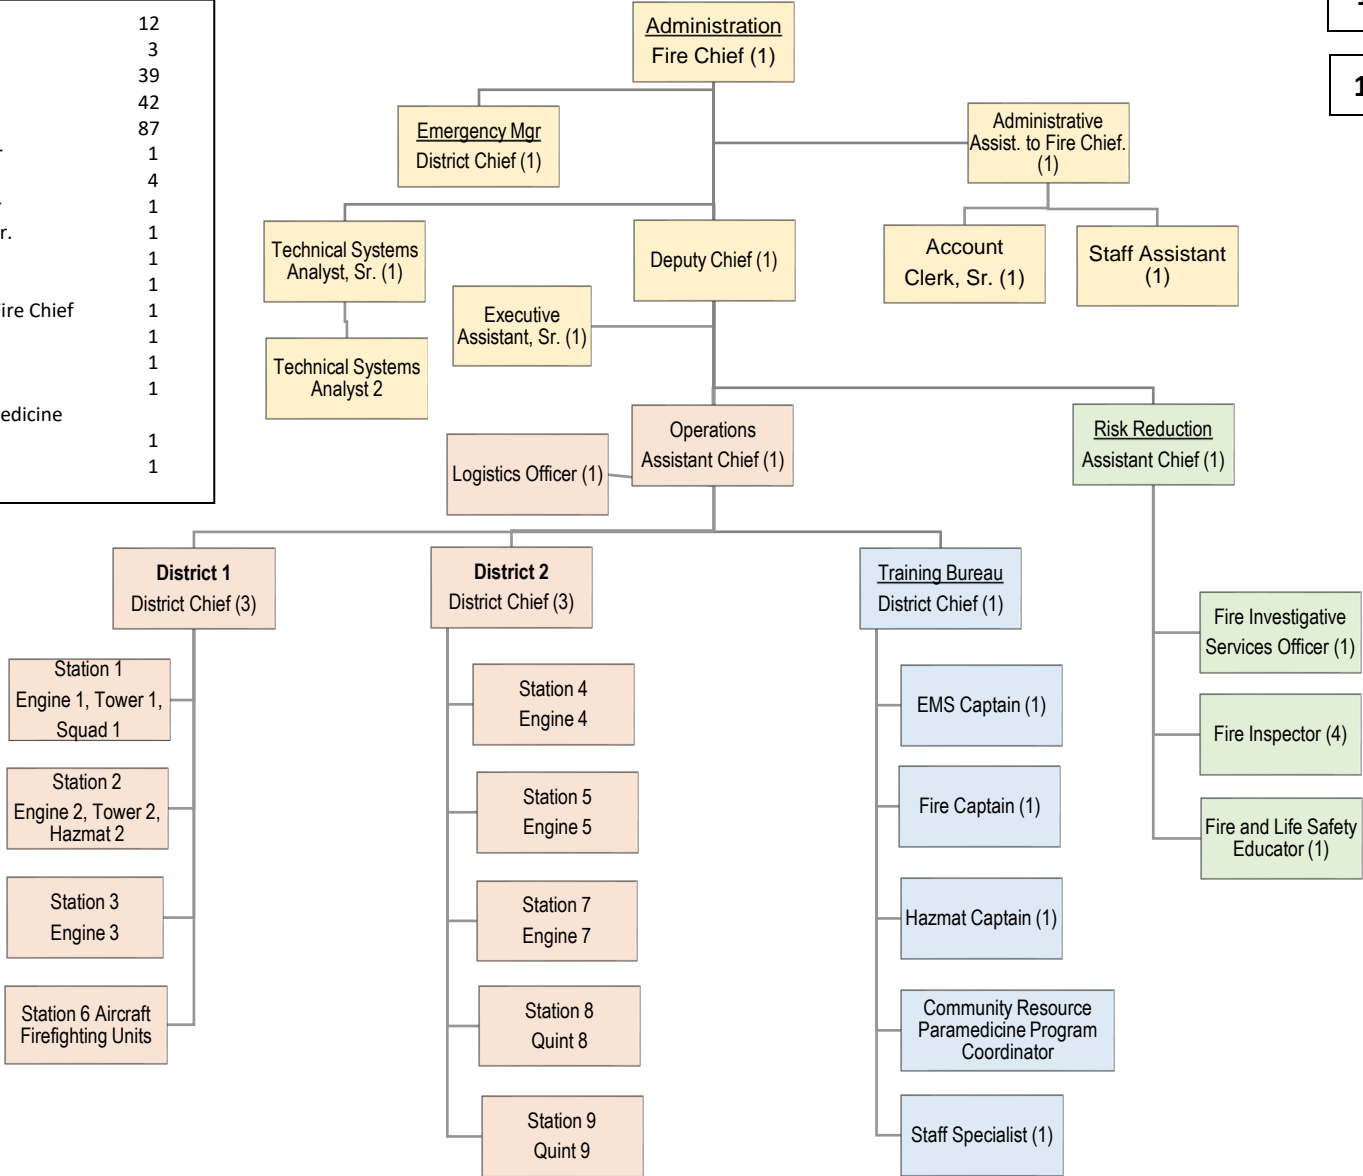 12
3
39
42
87
1
4
1
r. 1
1
1
ire Chief 1
1
1
1
edicine
1
1
1
Administration
Fire Chief (1)
Emergency Mgr
District Chief (1)
Administrative
Assist. to Fire Chief.
(1)
Technical Systems
Analyst, Sr. (1)
Deputy Chief (1)
Account
Clerk, Sr. (1)
Staff Assistant
(1)
Executive
Assistant, Sr. (1)
Technical Systems
Analyst 2
Operations
Assistant Chief (1)
Risk Reduction
Assistant Chief (1)
Logistics Officer (1)
District 1
District Chief (3)
District 2
District Chief (3)
Training Bureau
District Chief (1)
Station 1
Engine 1, Tower 1,
Squad 1
Station 2
Engine 2, Tower 2,
Hazmat 2
Station 3
Engine 3
Station 6 Aircraft
Firefighting Units
Station 4
Engine 4
Station 5
Engine 5
Station 7
Engine 7
Station 8
Quint 8
Station 9
Quint 9
EMS Captain (1)
Fire Captain (1)
Hazmat Captain (1)
Community Resource
Paramedicine Program
Coordinator
Staff Specialist (1)
Fire Investigative
Services Officer (1)
Fire Inspector (4)
Fire and Life Safety
Educator (1)